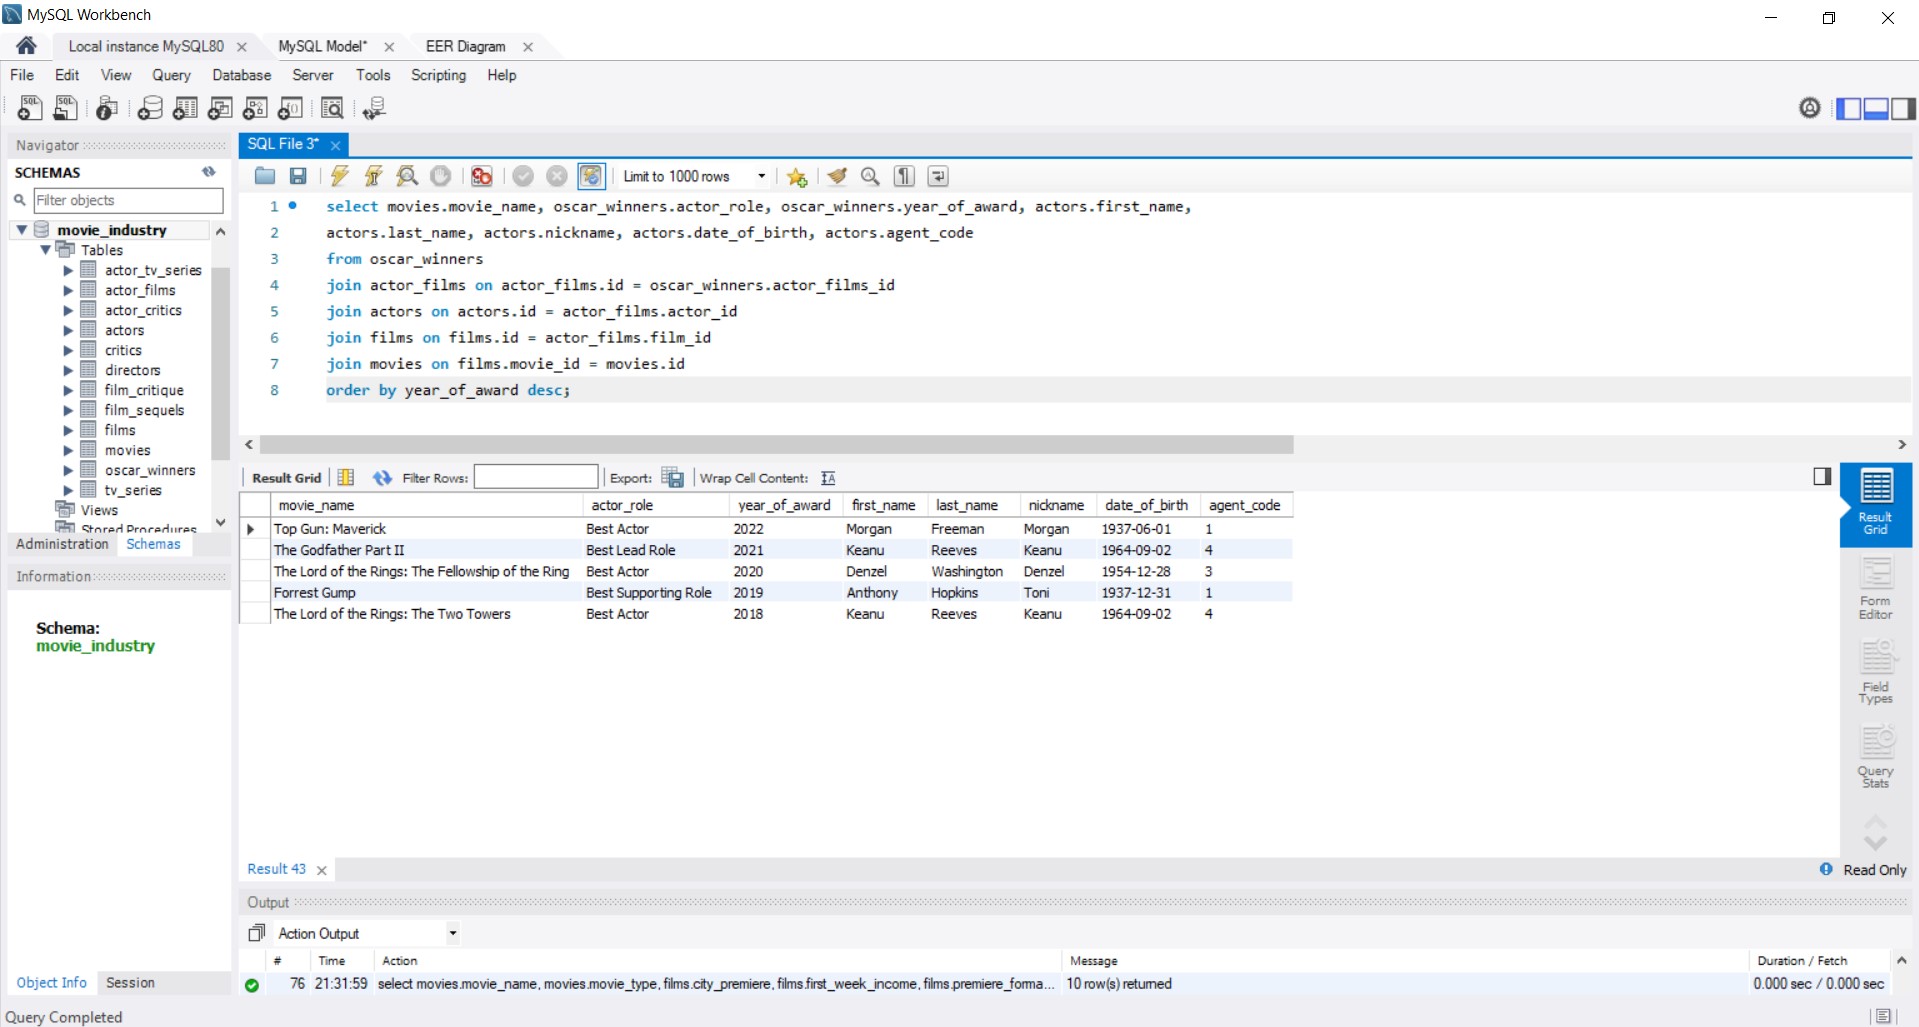 MySQL Workbench
Local instance MySQL80
MySQL Model*
EER Diagram
File Edit View Query Database Server Tools Scripting Help
Navigator
SCHEMAS
Filter objects
movie_industry
Tables
actor_tv_series
actor_films
actor_critics
actors
critics
directors
film_critique
film_sequels
films
movies
oscar_winners
tv_series
Views
Stored Procedures
Administration Schemas
Information
Schema:
movie_industry
Object Info Session
Query Completed
SQL File 3*
Limit to 1000 rows
1 select movies.movie_name, oscar_winners.actor_role, oscar_winners.year_of_award, actors.first_name,
2 actors.last_name, actors.nickname, actors.date_of_birth, actors.agent_code
3 from oscar_winners
4 join actor_films on actor_films.id = oscar_winners.actor_films_id
5 join actors on actors.id = actor_films.actor_id
6 join films on films.id = actor_films.film_id
7 join movies on films.movie_id = movies.id
8 order by year_of_award desc;
Result Grid Filter Rows: Export: Wrap Cell Content:
movie_name actor_role year_of_award first_name last_name nickname date_of_birth agent_code
Top Gun: Maverick Best Actor 2022 Morgan Freeman Morgan 1937-06-01 1
The Godfather Part II Best Lead Role 2021 Keanu Reeves Keanu 1964-09-02 4
The Lord of the Rings: The Fellowship of the Ring Best Actor 2020 Denzel Washington Denzel 1954-12-28 3
Forrest Gump Best Supporting Role 2019 Anthony Hopkins Toni 1937-12-31 1
The Lord of the Rings: The Two Towers Best Actor 2018 Keanu Reeves Keanu 1964-09-02 4
Result
Grid
Form
Editor
Field
Types
Query
Stats
Result 43
Read Only
Output
Action Output
# Time Action Message Duration / Fetch
76 21:31:59 select movies.movie_name, movies.movie_type, films.city_premiere, films.first_week_income, films.premiere_forma... 10 row(s) returned 0.000 sec / 0.000 sec